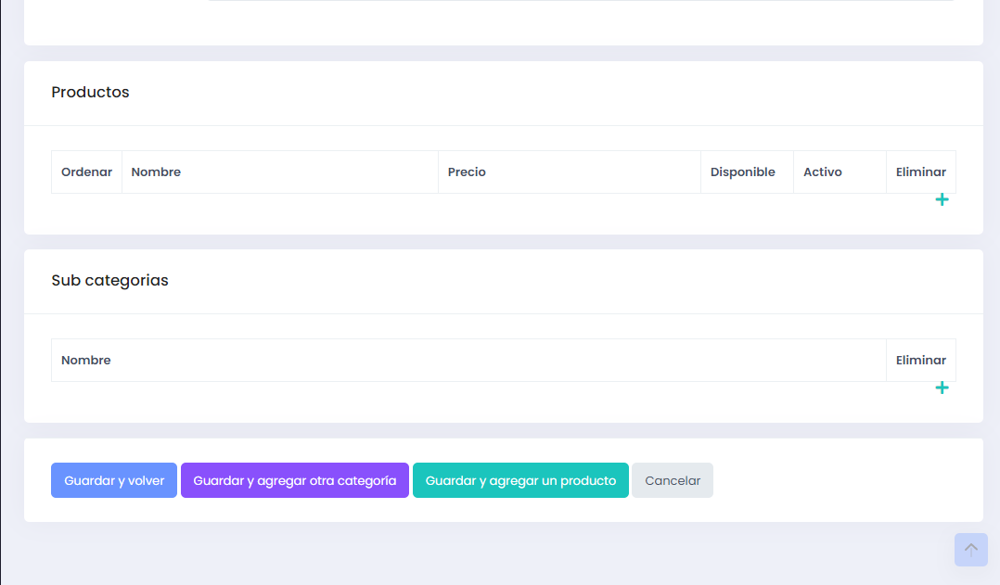 Productos
Ordenar Nombre Precio Disponible Activo Eliminar
Sub categorias
Nombre Eliminar
Guardar y volver Guardar y agregar otra categoría Guardar y agregar un producto Cancelar